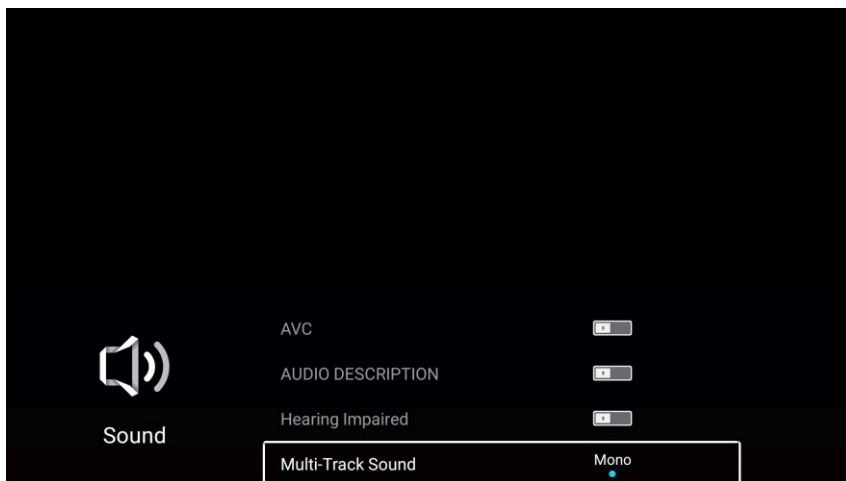 AVC
AUDIO DESCRIPTION
Hearing Impaired
Sound
Multi-Track Sound Mono